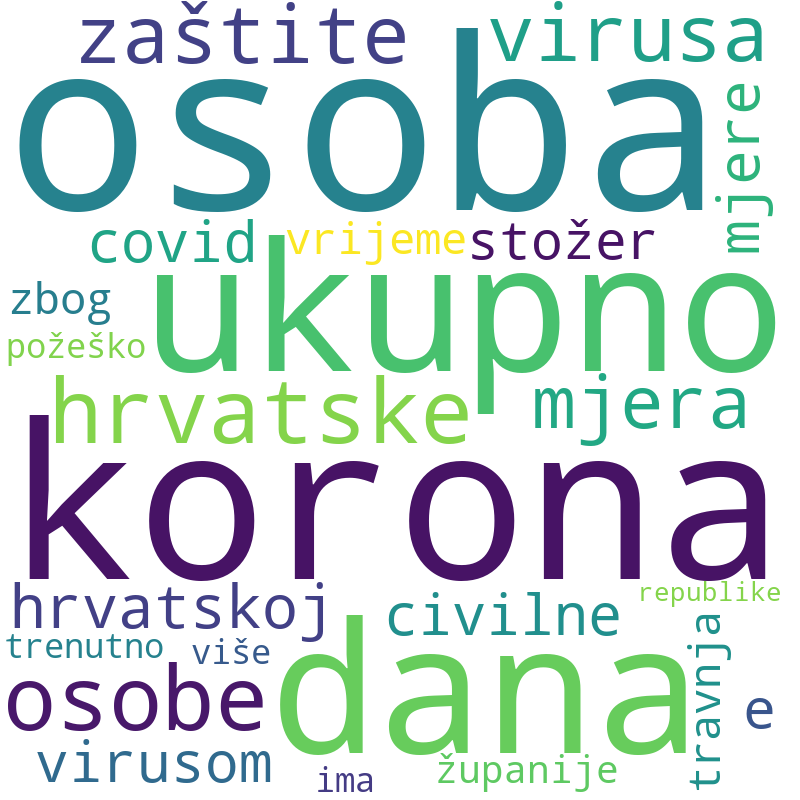 zaštite
virusa
osoba
mjere
covid
vrijeme
stožer
zbog
ukupno
požeško
hrvatske
mjera
korona
republike
hrvatskoj
civilne
travnja
trenutno
više
dana
osobe
e
virusom
ima
županije